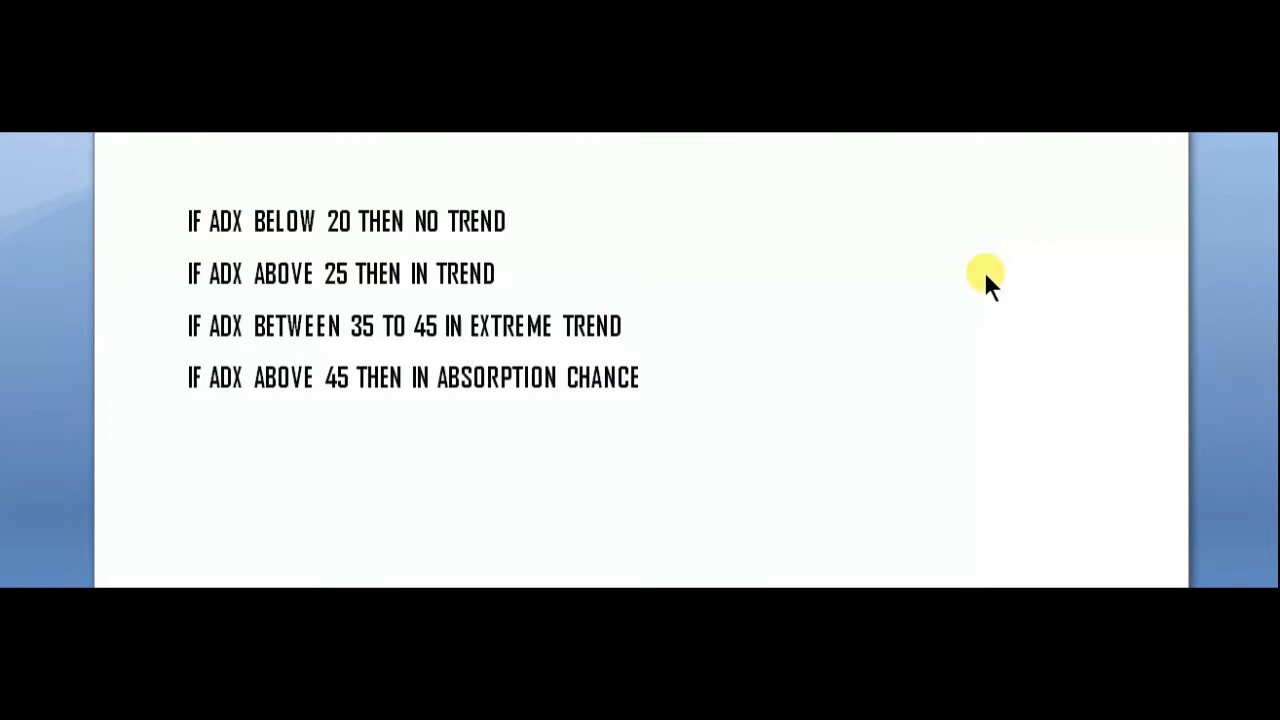 IF ADX BELOW 20 THEN NO TREND
IF ADX ABOVE 25 THEN IN TREND
IF ADX BETWEEN 35 TO 45 IN EXTREME TREND
IF ADX ABOVE 45 THEN IN ABSORPTION CHANCE